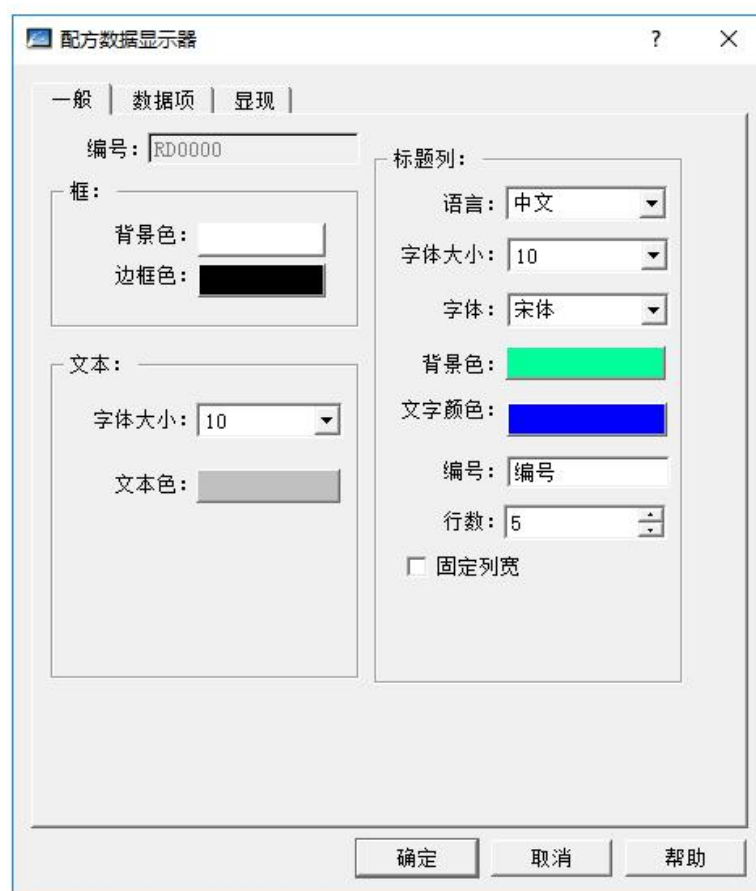 配方数据显示器
一般 数据项 显现
编号: RD0000
框:
背景色:
边框色:
文本:
字体大小: 10
文本色:
标题列:
语言: 中文
字体大小: 10
字体: 宋体
背景色:
文字颜色:
编号: 编号
行数: 5
固定列宽
确定 取消 帮助